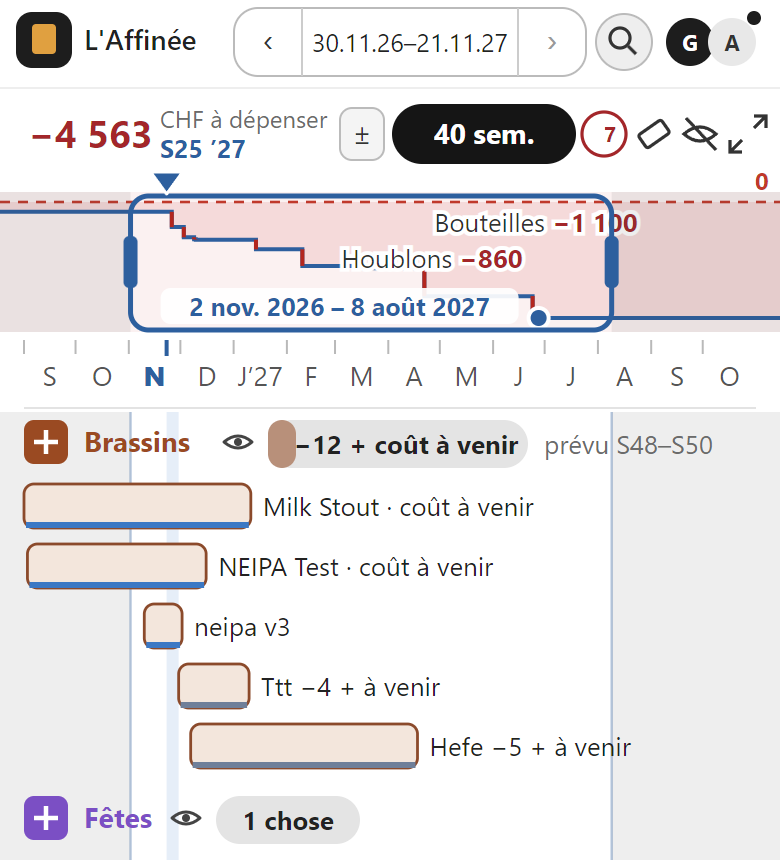 L'Affinée ‹ 30.11.26–21.11.27 › G A
−4 563 CHF à dépenser
S25 ’27
± 40 sem. 7
0
Bouteilles −1 100
Houblons −860
2 nov. 2026 – 8 août 2027
S O N D J’27 F M A M J J A S O
Brassins −12 + coût à venir prévu S48–S50
Milk Stout · coût à venir
NEIPA Test · coût à venir
neipa v3
Ttt −4 + à venir
Hefe −5 + à venir
Fêtes 1 chose